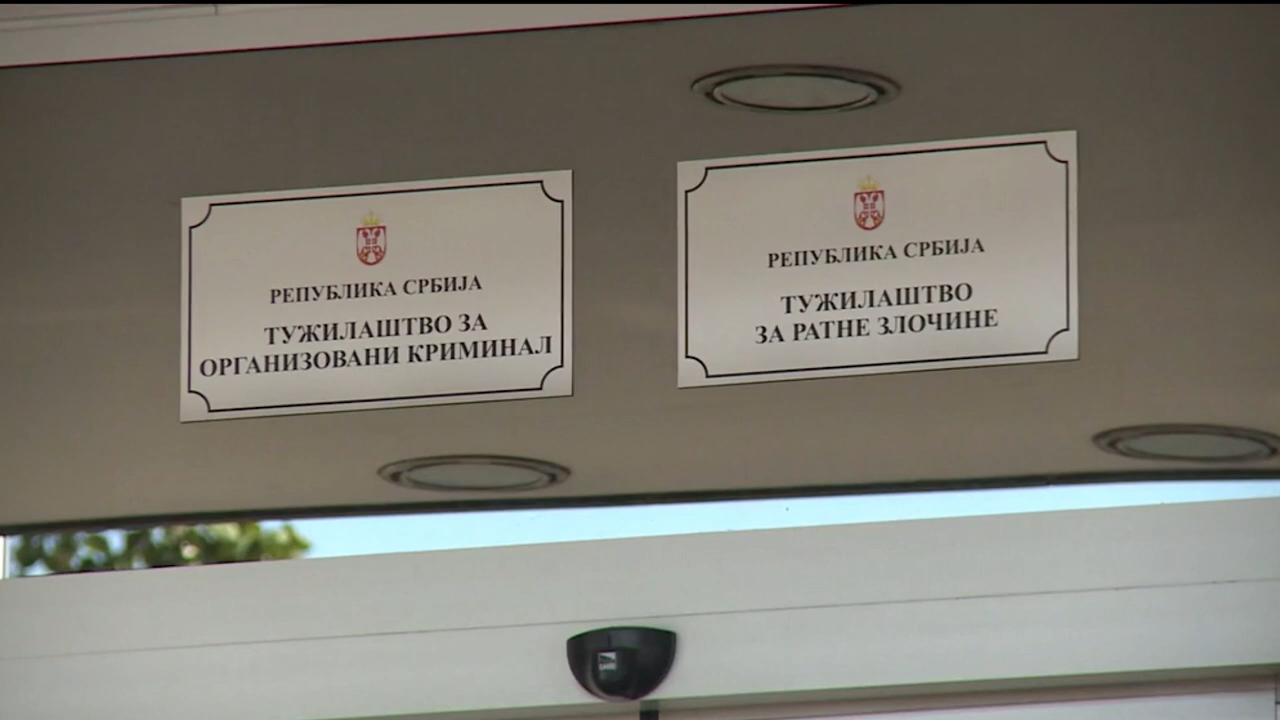 РЕПУБЛИКА СРБИЈА
ТУЖИЛАШТВО ЗА
ОРГАНИЗОВАНИ КРИМИНАЛ
РЕПУБЛИКА СРБИЈА
ТУЖИЛАШТВО
ЗА РАТНЕ ЗЛОЧИНЕ